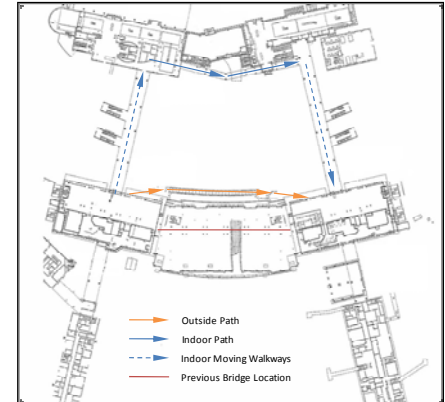 Outside Path
Indoor Path
Indoor Moving Walkways
Previous Bridge Location